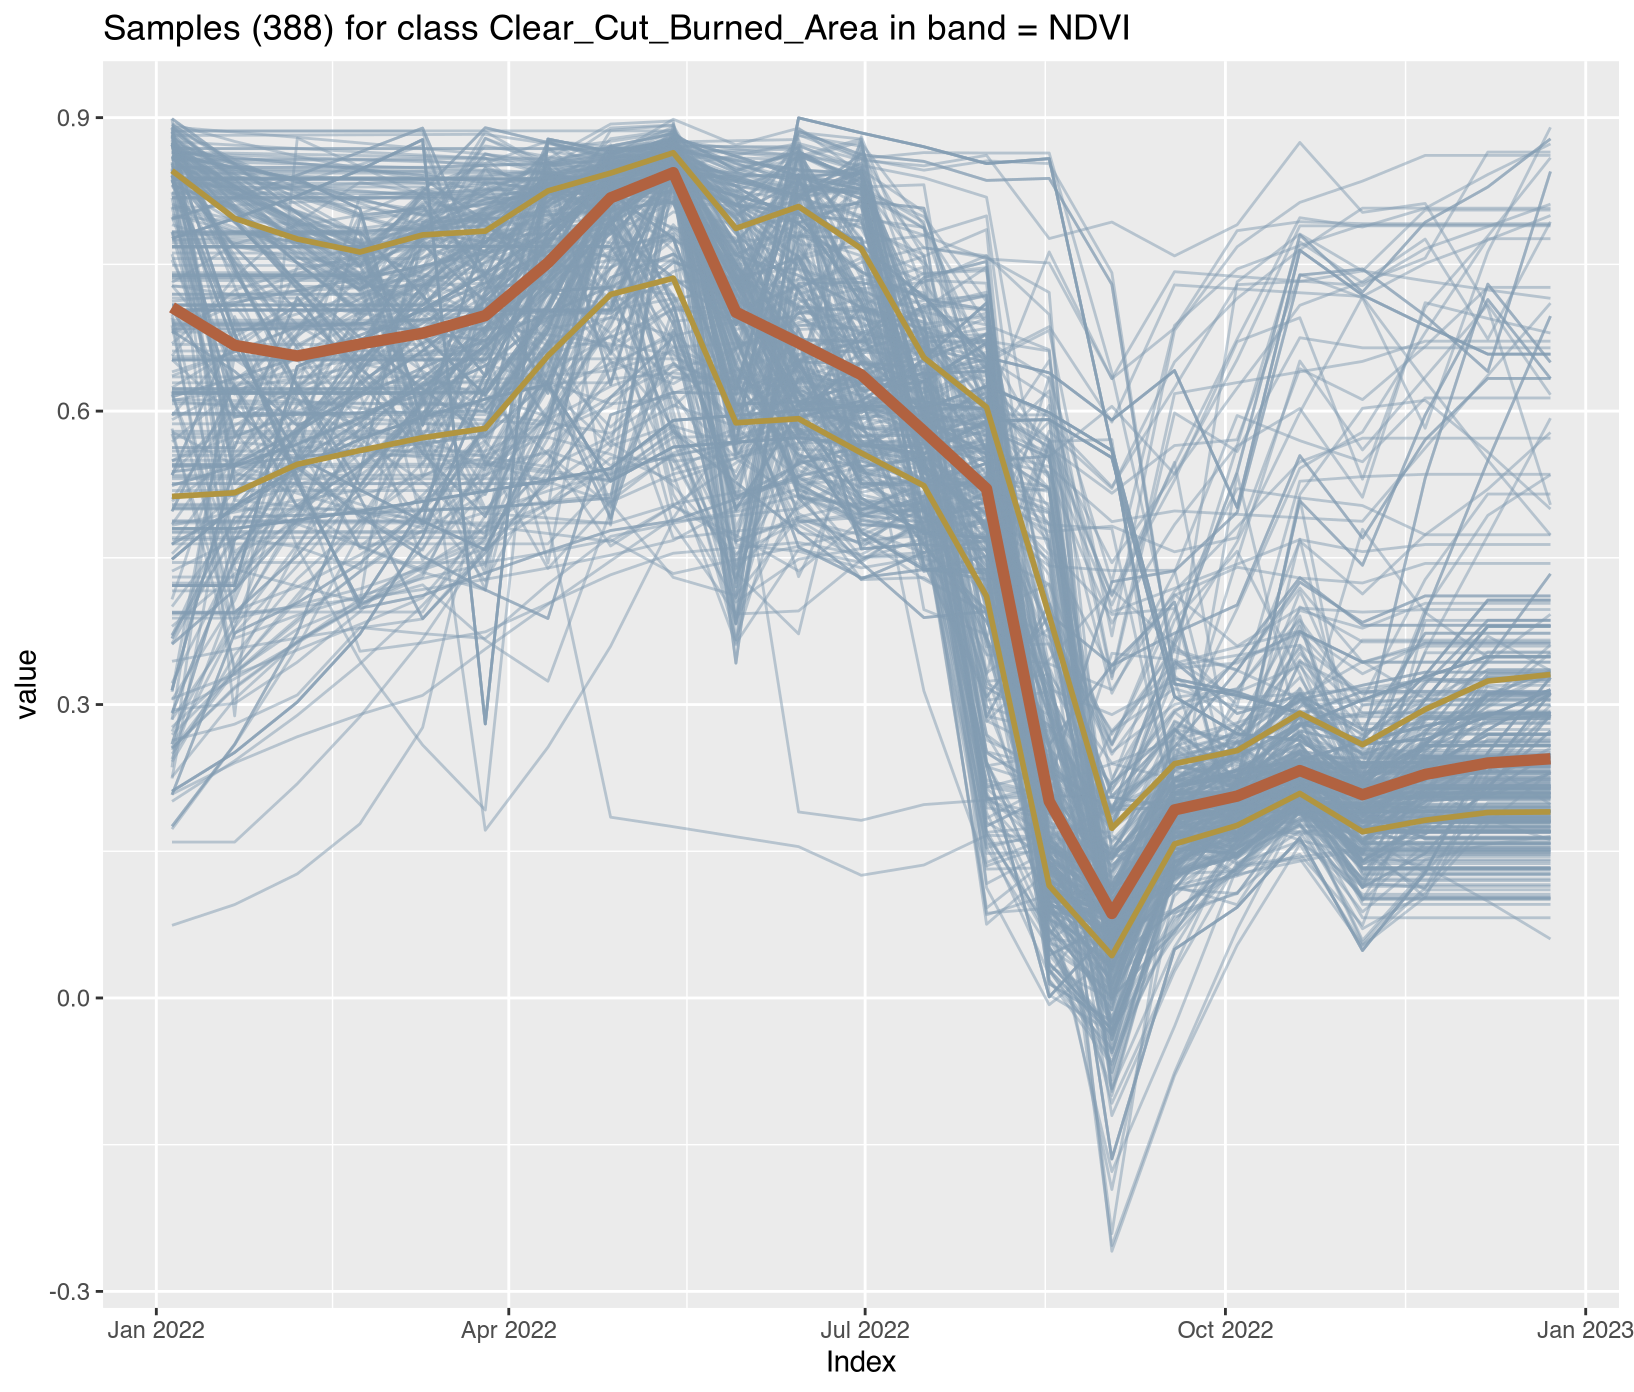 Samples (388) for class Clear_Cut_Burned_Area in band = NDVI
0.9
0.6
0.3
0.0
-0.3
value
Jan 2022
Apr 2022
Jul 2022
Oct 2022
Jan 2023
Index